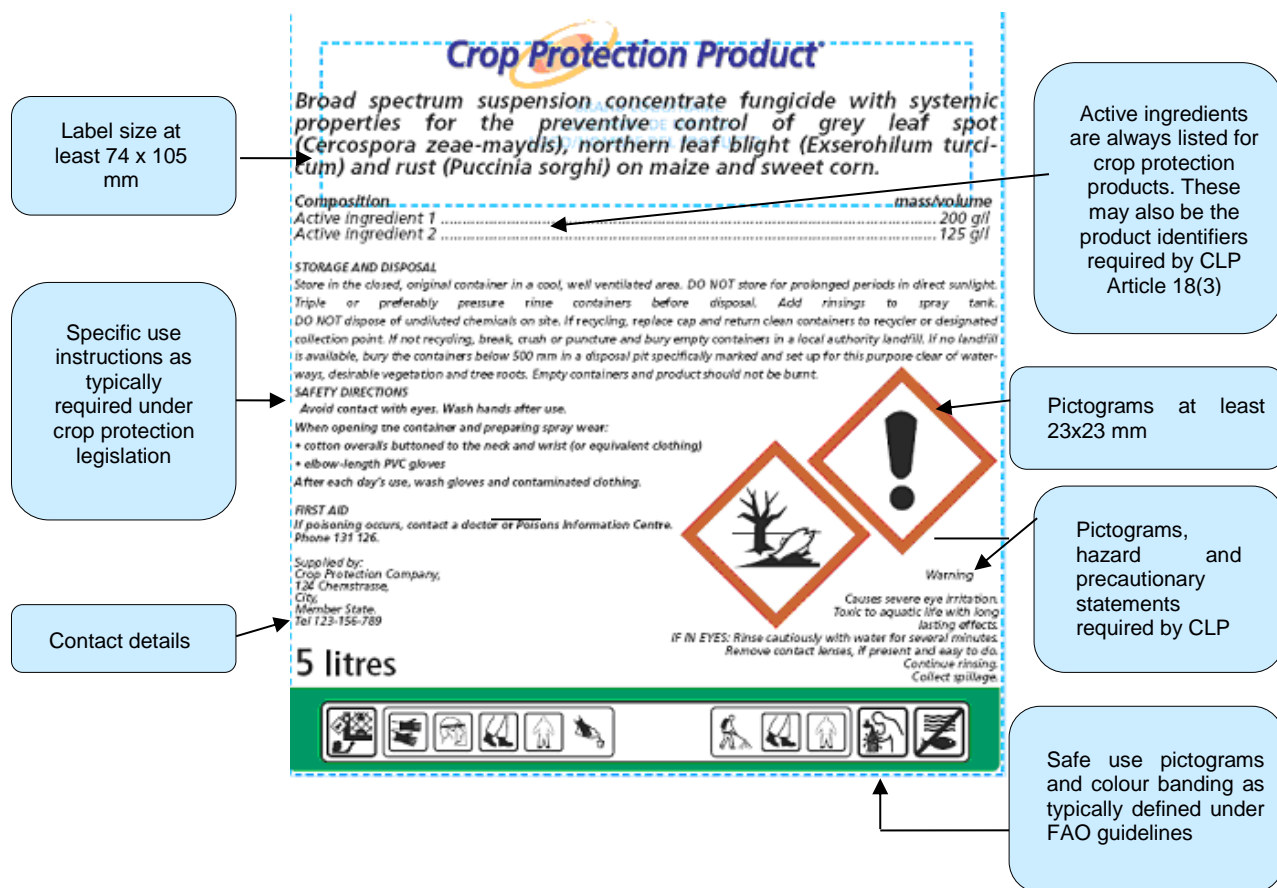 Label size at
least 74 x 105
mm
Specific use
instructions as
typically
required under
crop protection
legislation
Contact details
Crop Protection Product
Broad spectrum suspension concentrate fungicide with systemic
properties for the preventive control of grey leaf spot
(Cercospora zeae-maydis), northern leaf blight (Exserohilum turci-
cum) and rust (Puccinia sorghi) on maize and sweet corn.
Composition mass/volume
Active ingredient 1 ........ 200 g/l
Active ingredient 2 ........ 125 g/l
STORAGE AND DISPOSAL
Store in the closed, original container in a cool, well ventilated area. DO NOT store for prolonged periods in direct sunlight.
Triple or preferably pressure rinse containers before disposal. Add rinsings to spray tank.
DO NOT dispose of undiluted chemicals on site. If recycling, replace cap and return clean containers to recycler or designated
collection point. If not recycling, break, crush or puncture and bury empty containers in a local authority landfill. If no landfill
is available, bury the containers below 500 mm in a disposal pit specifically marked and set up for this purpose clear of water-
ways, desirable vegetation and tree roots. Empty containers and product should not be burnt.
SAFETY DIRECTIONS
Avoid contact with eyes. Wash hands after use.
When opening the container and preparing spray wear:
• cotton overalls buttoned to the neck and wrist (or equivalent clothing)
• elbow-length PVC gloves
After each day's use, wash gloves and contaminated clothing.
FIRST AID
If poisoning occurs, contact a doctor or Poisons Information Centre.
Phone 131 126.
Supplied by:
Crop Protection Company,
124 Chemstrasse,
City,
Member State.
Tel 123-156-789
5 litres
Warning
Causes severe eye irritation.
Toxic to aquatic life with long
lasting effects.
IF IN EYES: Rinse cautiously with water for several minutes.
Remove contact lenses, if present and easy to do.
Continue rinsing.
Collect spillage.
Active ingredients
are always listed for
crop protection
products. These
may also be the
product identifiers
required by CLP
Article 18(3)
Pictograms at least
23x23 mm
Pictograms,
hazard and
precautionary
statements
required by CLP
Safe use pictograms
and colour banding as
typically defined under
FAO guidelines